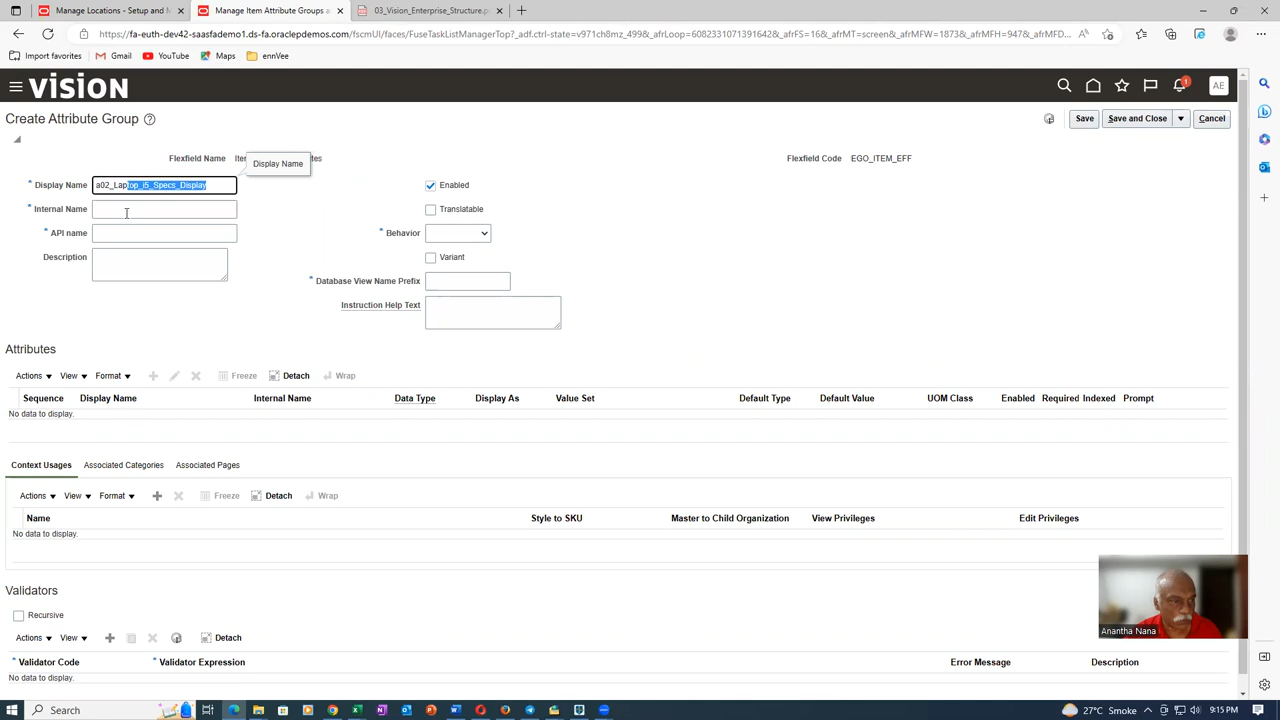 Manage Locations - Setup and M
Manage Item Attribute Groups a
03_Vision_Enterprise_Structure.p
https://fa-euth-dev42-saasfademo1.ds-fa.oraclepdemos.com/fscmUI/faces/FuseTaskListManagerTop?_adf.ctrl-state=v971ch8mz_499&_afrLoop=60823310713916​42&_afrFS=16&_afrMT=screen&_afrMFW=1873&_afrMFH=947&_afrMFD...
Import favorites Gmail YouTube Maps ennVee
VISION 1 AE
Create Attribute Group Save Save and Close Cancel
Flexfield Name Flexfield Code EGO_ITEM_EFF
Display Name
Display Name a02_Laptop_i5_Specs_Display Enabled
Internal Name Translatable
API name Behavior
Description Variant
Database View Name Prefix
Instruction Help Text
Attributes
Actions View Format Freeze Detach Wrap
Sequence Display Name Internal Name Data Type Display As Value Set Default Type Default Value UOM Class Enabled Required Indexed Prompt
No data to display.
Context Usages Associated Categories Associated Pages
Actions View Format Freeze Detach Wrap
Name Style to SKU Master to Child Organization View Privileges Edit Privileges
No data to display.
Validators
Recursive
Anantha Nana
Actions View Detach
Validator Code Validator Expression Error Message Description
No data to display.
Search 27°C Smoke 9:15 PM